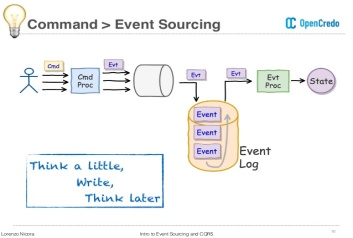 Command > Event Sourcing
OpenCredo
Cmd
Evt
Cmd
Proc
Evt
Evt
Evt
Proc
State
Event
Event
Event
Event
Log
Think a little,
Write,
Think later
Lorenzo Nicora
Intro to Event Sourcing and CQRS